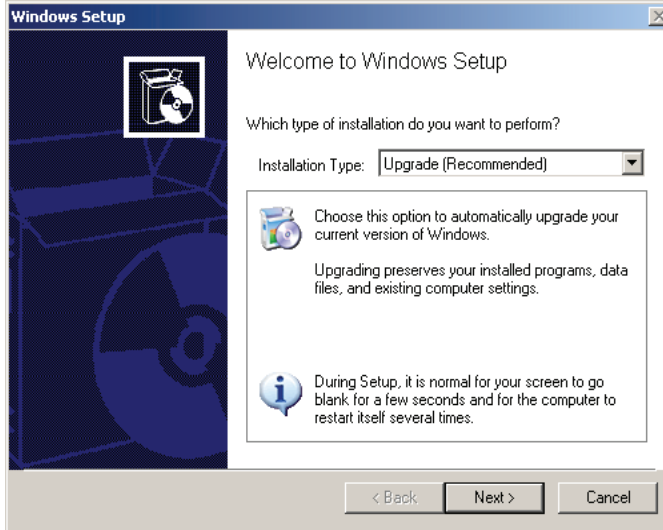 Windows Setup
Welcome to Windows Setup
Which type of installation do you want to perform?
Installation Type: Upgrade (Recommended)
Choose this option to automatically upgrade your
current version of Windows.
Upgrading preserves your installed programs, data
files, and existing computer settings.
During Setup, it is normal for your screen to go
blank for a few seconds and for the computer to
restart itself several times.
< Back Next > Cancel